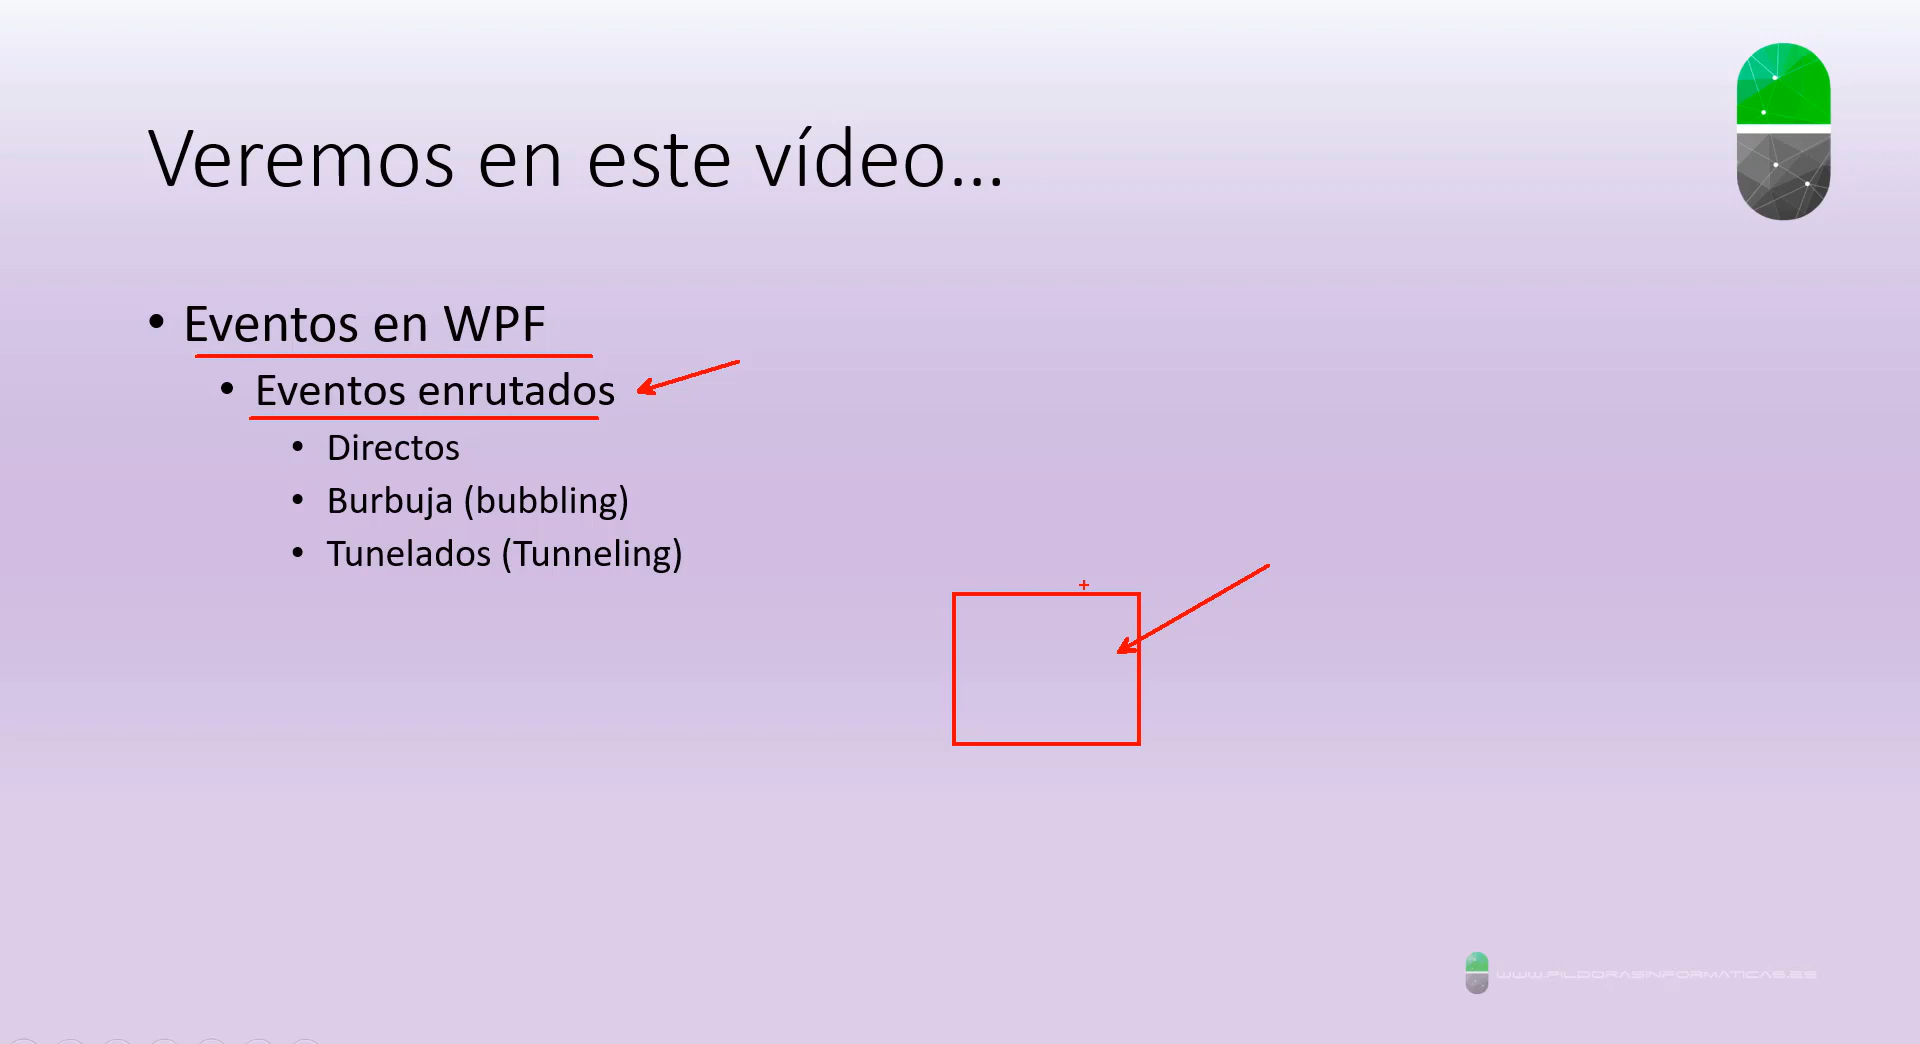 Veremos en este vídeo...
• Eventos en WPF
• Eventos enrutados
• Directos
• Burbuja (bubbling)
• Tunelados (Tunneling)
WWW.PILDORASINFORMATICAS.ES